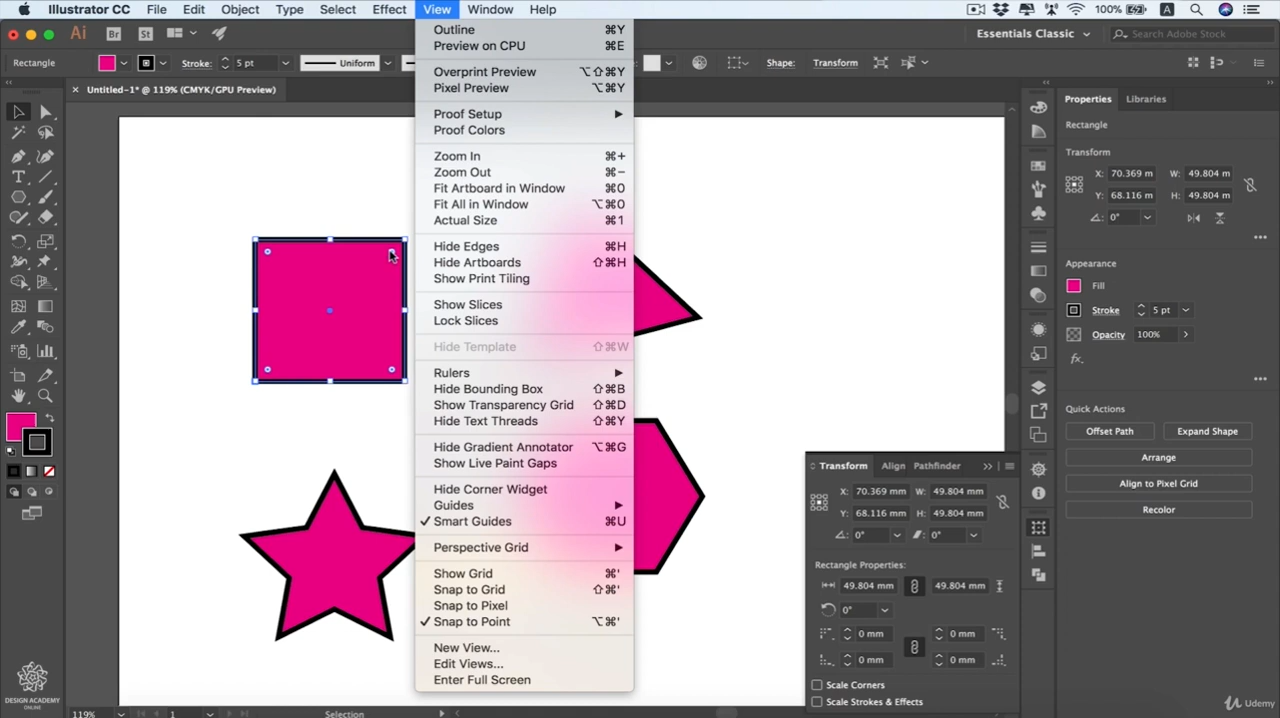 Illustrator CC File Edit Object Type Select Effect View Window Help 100% A
Ai Br St Essentials Classic Search Adobe Stock
Rectangle Stroke: 5 pt Uniform Shape: Transform
× Untitled-1* @ 119% (CMYK/GPU Preview)
Outline ⌘Y
Preview on CPU ⌘E
Overprint Preview ⌥⇧⌘Y
Pixel Preview ⌥⌘Y
Proof Setup
Proof Colors
Zoom In ⌘+
Zoom Out ⌘−
Fit Artboard in Window ⌘0
Fit All in Window ⌥⌘0
Actual Size ⌘1
Hide Edges ⌘H
Hide Artboards ⇧⌘H
Show Print Tiling
Show Slices
Lock Slices
Hide Template ⇧⌘W
Rulers
Hide Bounding Box ⇧⌘B
Show Transparency Grid ⇧⌘D
Hide Text Threads ⇧⌘Y
Hide Gradient Annotator ⌥⌘G
Show Live Paint Gaps
Hide Corner Widget
Guides
✓ Smart Guides ⌘U
Perspective Grid
Show Grid ⌘'
Snap to Grid ⇧⌘'
Snap to Pixel
✓ Snap to Point ⌥⌘'
New View...
Edit Views...
Enter Full Screen
Properties Libraries
Rectangle
Transform
X: 70.369 m W: 49.804 m
Y: 68.116 m H: 49.804 m
0°
Appearance
Fill
Stroke 5 pt
Opacity 100%
fx.
Quick Actions
Offset Path Expand Shape
Arrange
Align to Pixel Grid
Recolor
Transform Align Pathfinder
X: 70.369 mm W: 49.804 mm
Y: 68.116 mm H: 49.804 mm
0° 0°
Rectangle Properties:
49.804 mm 49.804 mm
0°
0 mm 0 mm
0 mm 0 mm
Scale Corners
Scale Strokes & Effects
DESIGN ACADEMY
ONLINE
119% 1 Selection
Udemy